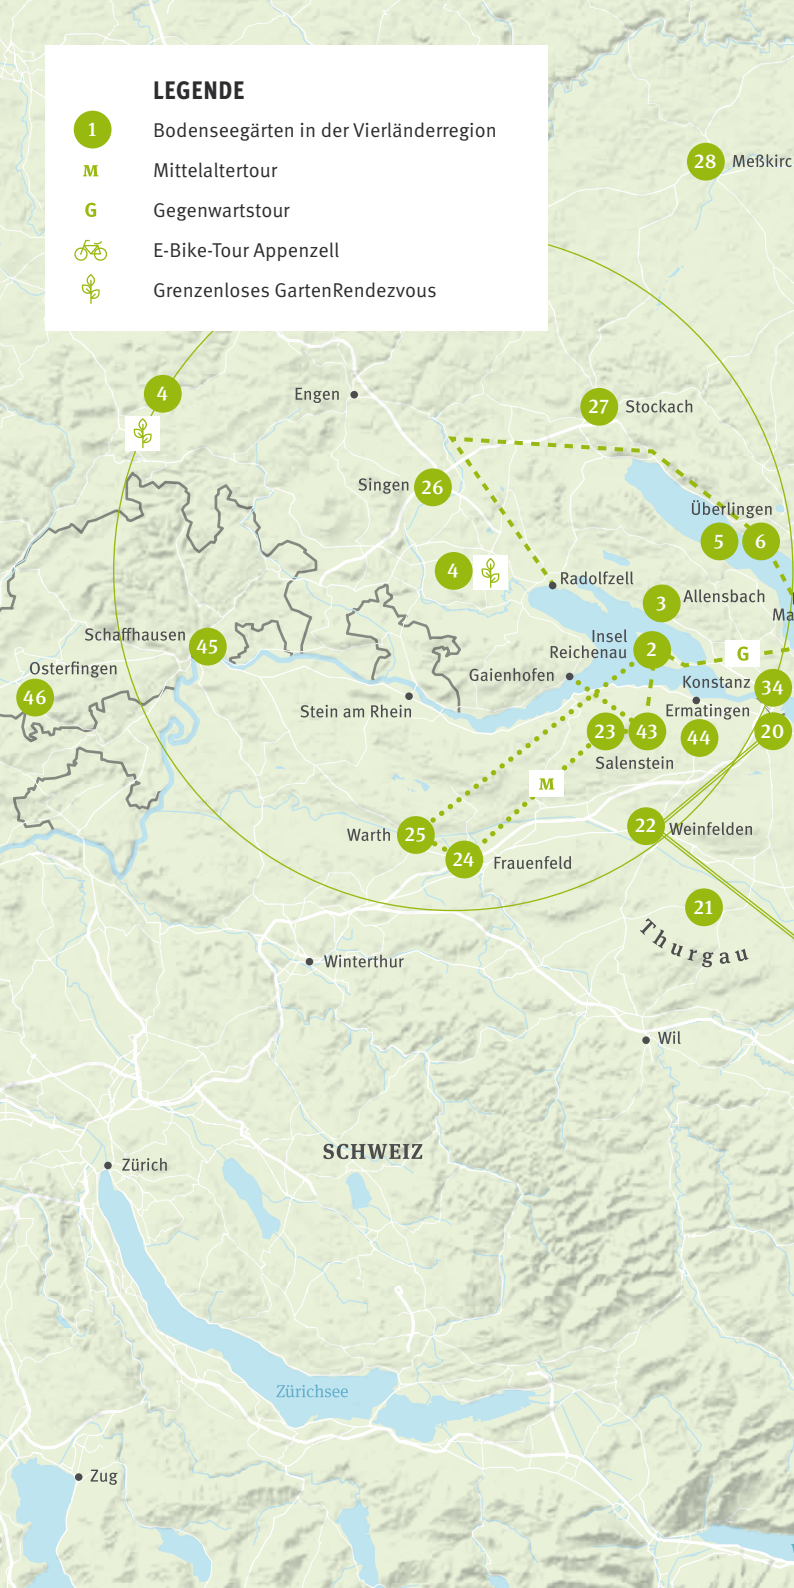 LEGENDE
1 Bodenseegärten in der Vierländerregion
M Mittelaltertour
G Gegenwartstour
E-Bike-Tour Appenzell
Grenzenloses GartenRendezvous
28 Meßkirc
4
Engen
27 Stockach
Singen 26
Überlingen
5 6
4
Radolfzell
3 Allensbach
Ma
Schaffhausen 45
Insel
Reichenau 2
G
Osterfingen
46
Gaienhofen
Konstanz 34
Stein am Rhein
Ermatingen
23 43 44 20
Salenstein
M
Warth 25
22 Weinfelden
24 Frauenfeld
21
Thurgau
Winterthur
Wil
SCHWEIZ
Zürich
Zürichsee
Zug